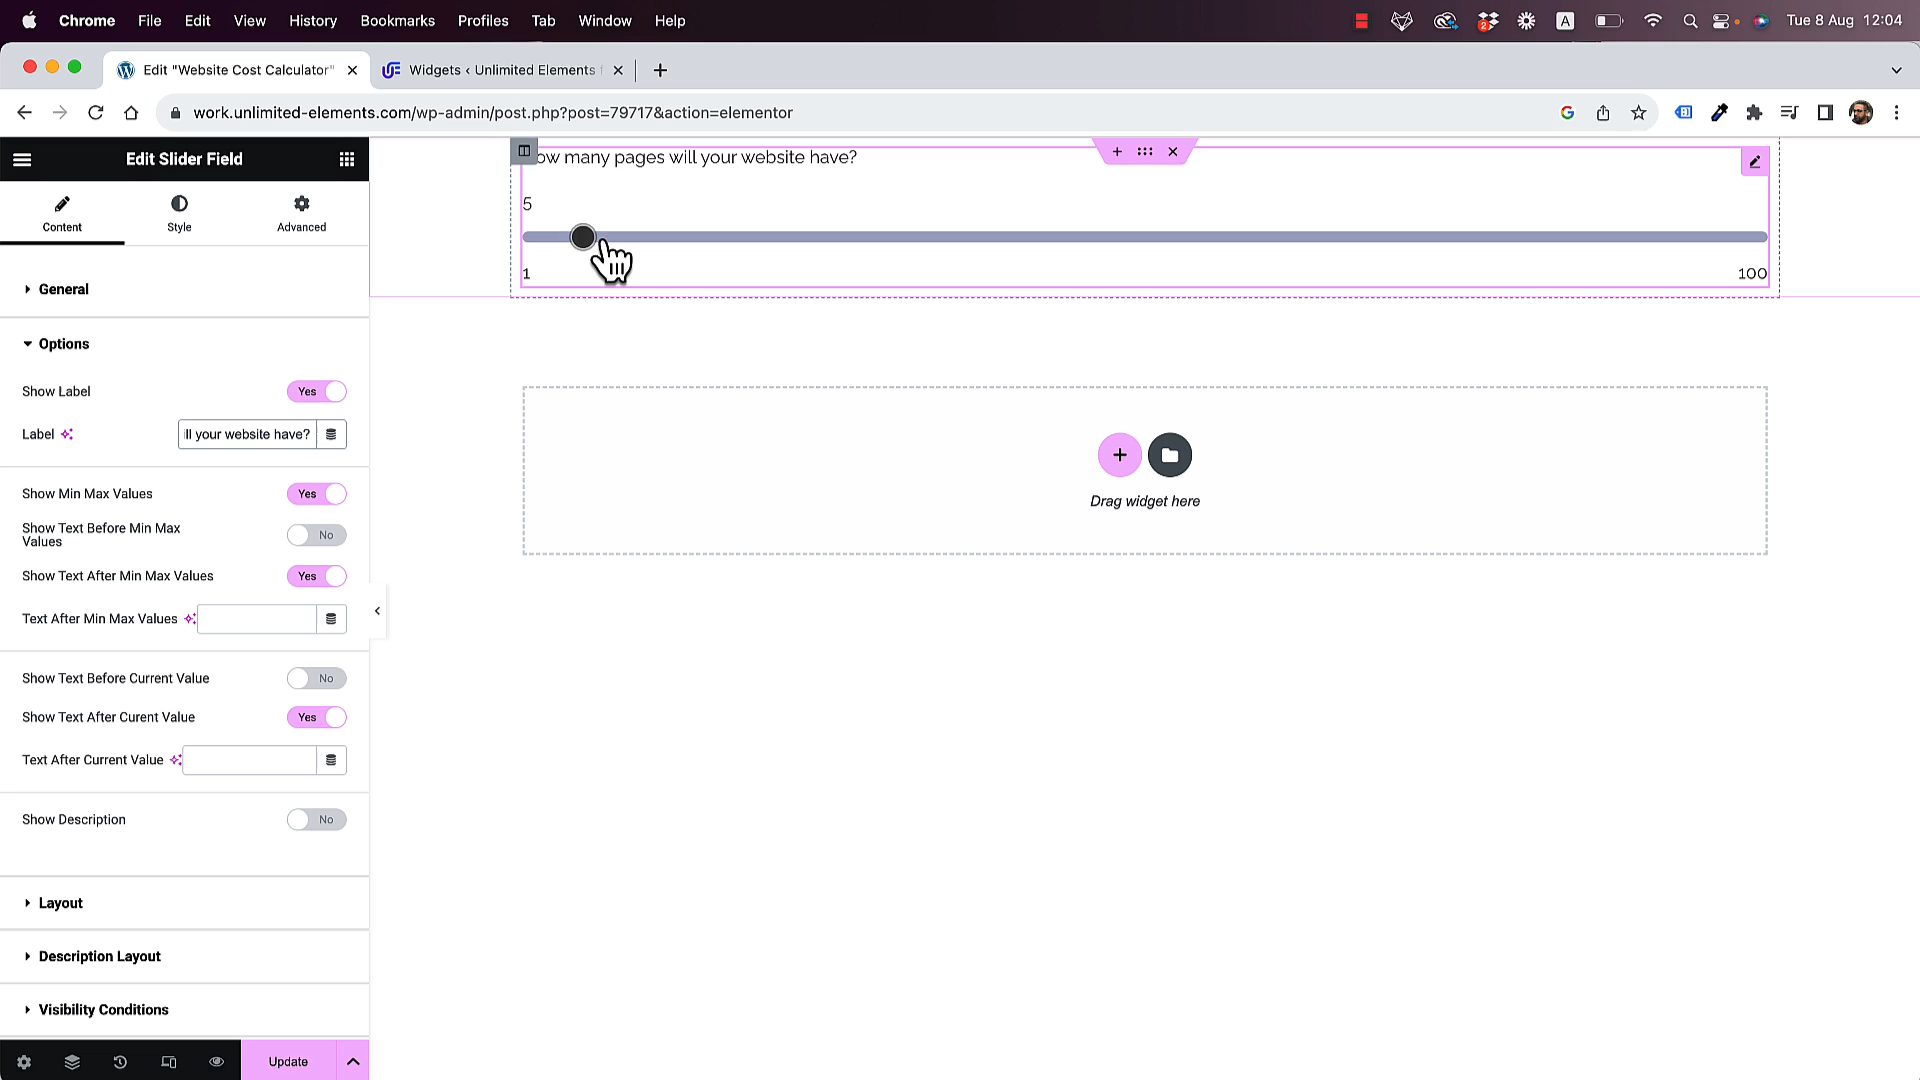 Chrome File Edit View History Bookmarks Profiles Tab Window Help
2 A Tue 8 Aug 12:04
Edit "Website Cost Calculator" Widgets ‹ Unlimited Elements f
work.unlimited-elements.com/wp-admin/post.php?post=79717&action=elementor
Edit Slider Field
Content Style Advanced
General
Options
Show Label Yes
Label ll your website have?
Show Min Max Values Yes
Show Text Before Min Max
Values
No
Show Text After Min Max Values Yes
Text After Min Max Values
Show Text Before Current Value No
Show Text After Curent Value Yes
Text After Current Value
Show Description No
Layout
Description Layout
Visibility Conditions
Update
ow many pages will your website have?
5
1 100
Drag widget here